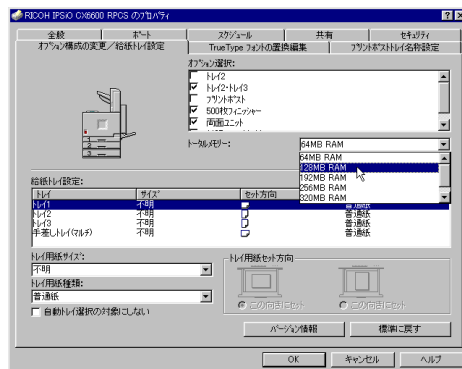 RICOH IPSiO CX6600 RPCS のプロパティ
全般
ポート
スケジュール
共有
セキュリティ
オプション構成の変更／給紙トレイ設定
TrueType フォントの置換編集
プリントポストトレイ名称設定
オプション選択:
トレイ2
トレイ2・トレイ3
プリントポスト
500枚フィニッシャー
両面ユニット
トータルメモリー:
64MB RAM
64MB RAM
128MB RAM
192MB RAM
256MB RAM
320MB RAM
給紙トレイ設定:
トレイ サイズ セット方向
トレイ1 不明 普通紙
トレイ2 不明 普通紙
トレイ3 不明 普通紙
手差しトレイ(マルチ) 不明 普通紙
トレイ用紙サイズ:
不明
トレイ用紙種類:
普通紙
自動トレイ選択の対象にしない
トレイ用紙セット方向
この向きにセット
この向きにセット
バージョン情報
標準に戻す
OK
キャンセル
ヘルプ